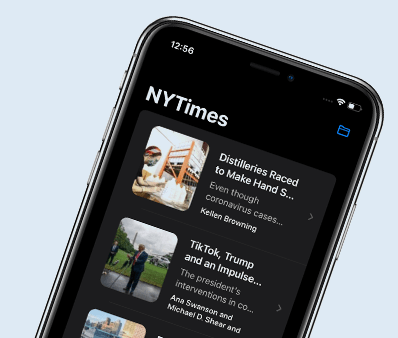 12:56
NYTimes
Distilleries Raced
to Make Hand S...
Even though
coronavirus cases...
Kellen Browning
TikTok, Trump
and an Impulse...
The president's
interventions in co...
Ana Swanson and
Michael D. Shear and